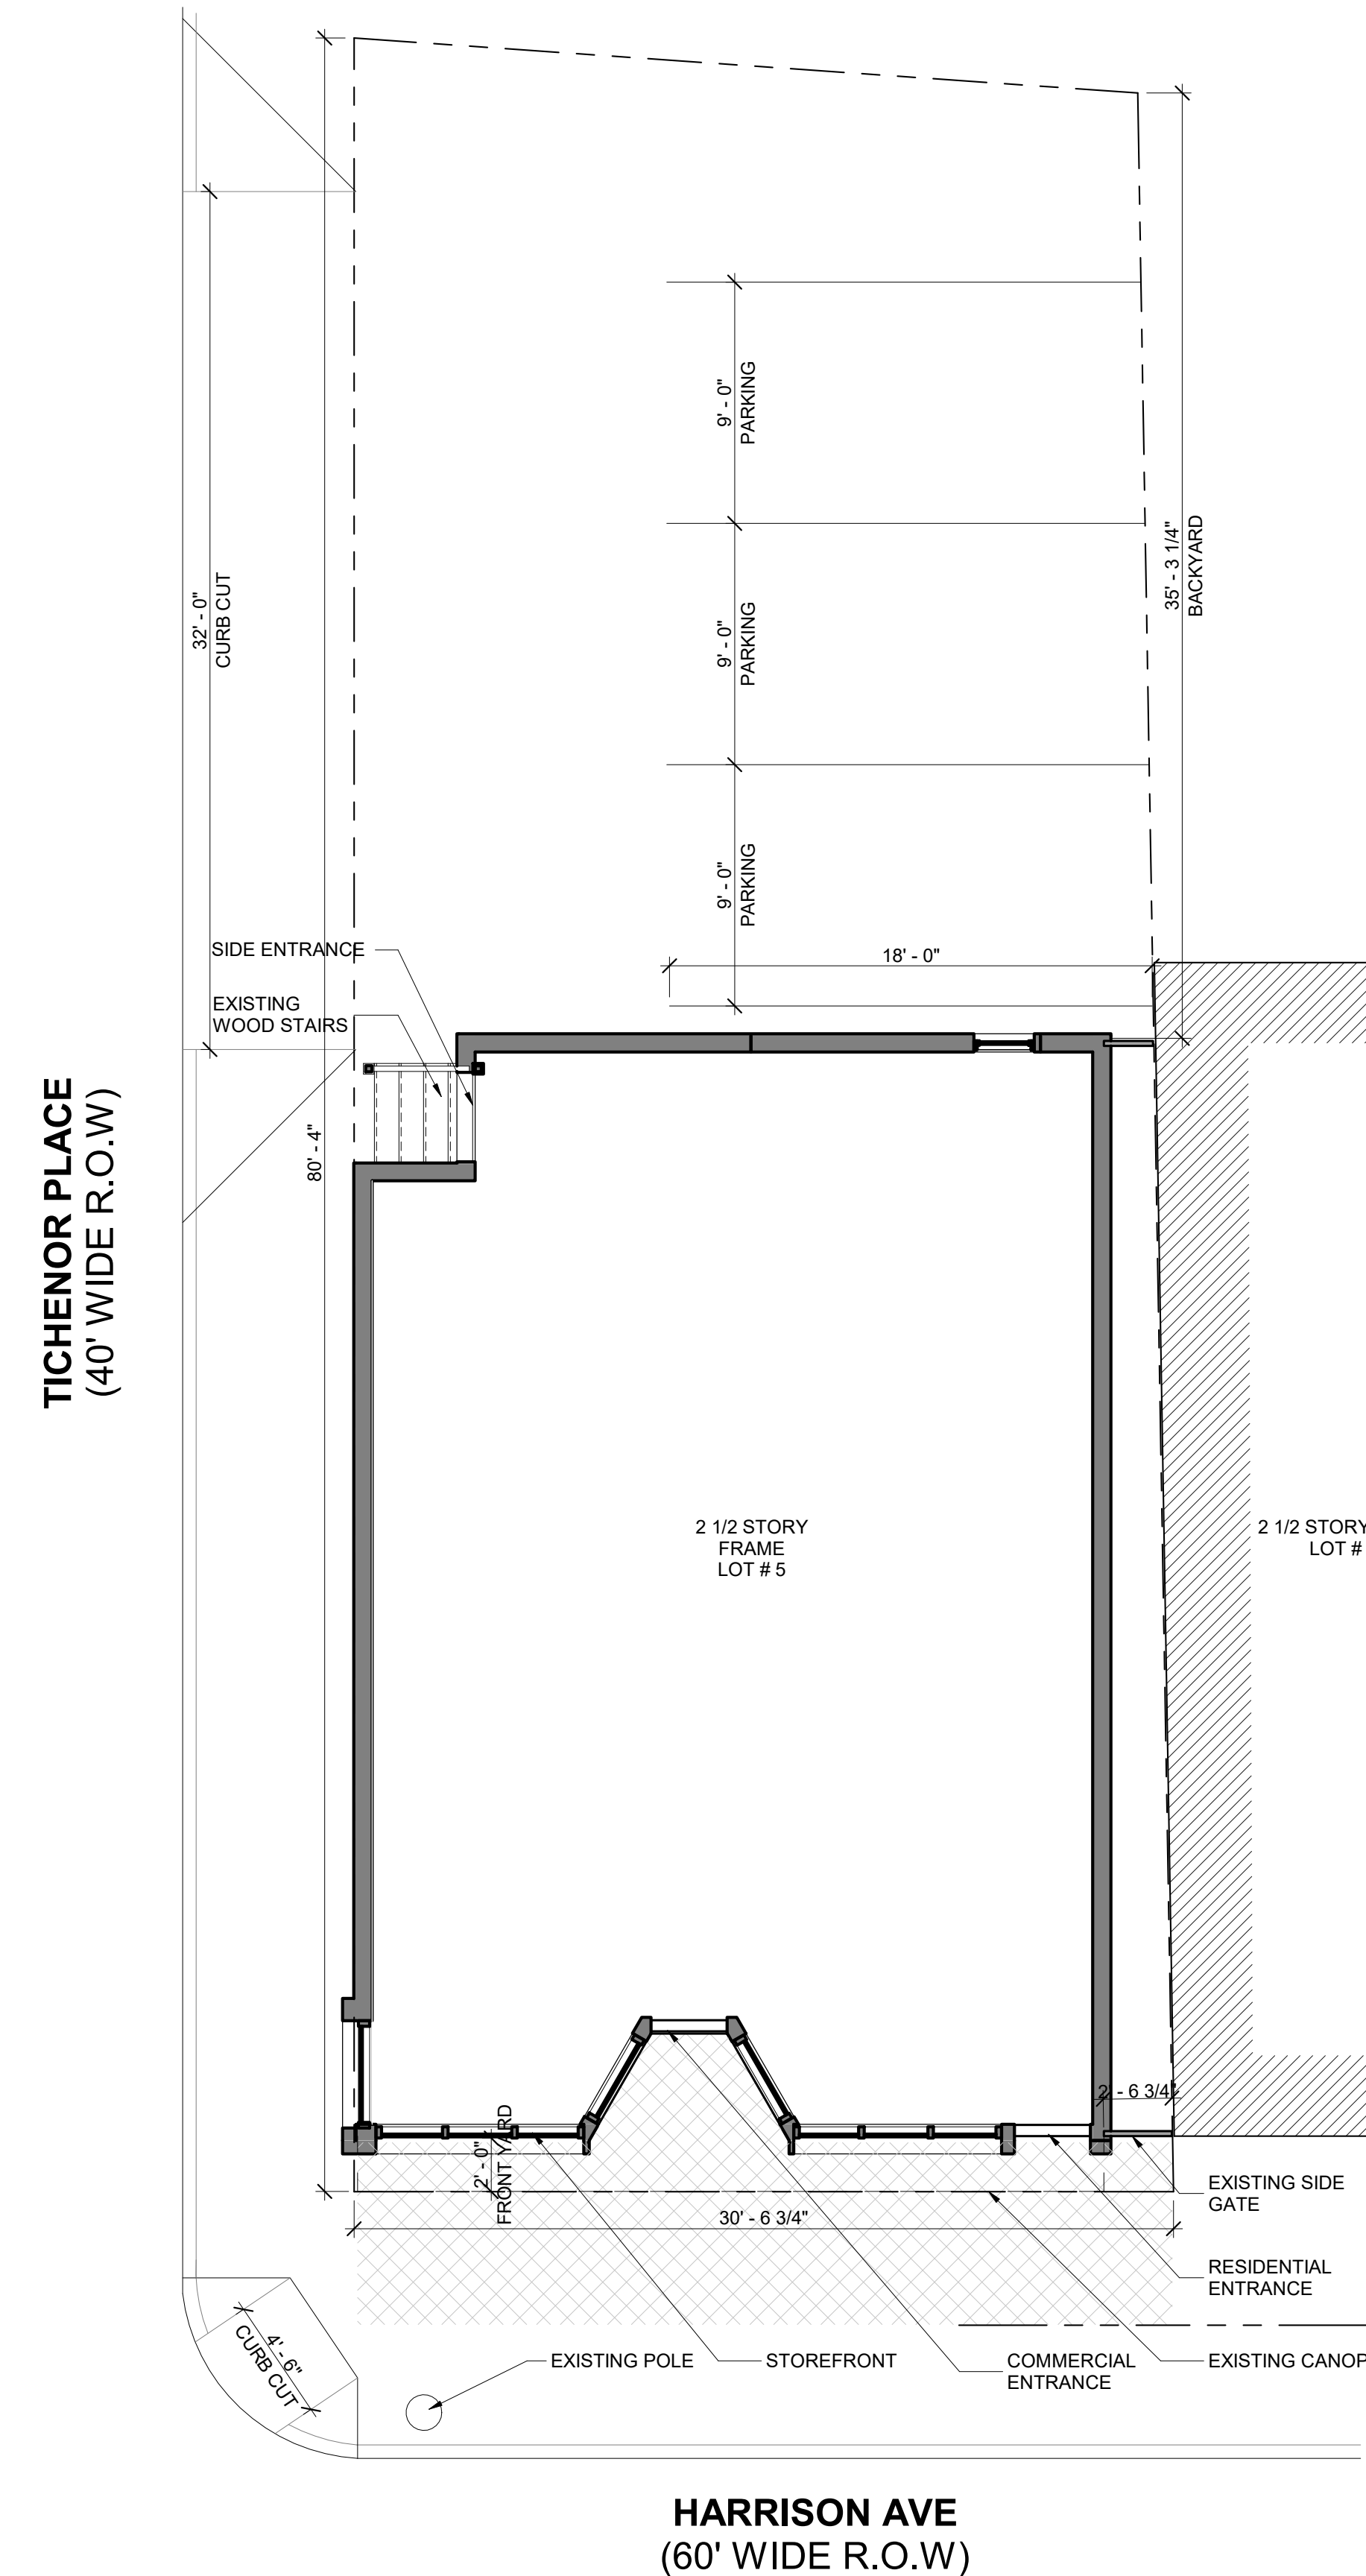 9' - 0"
PARKING
35' - 3 1/4"
BACKYARD
32' - 0"
CURB CUT
9' - 0"
PARKING
9' - 0"
PARKING
SIDE ENTRANCE
18' - 0"
EXISTING
WOOD STAIRS
80' - 4"
TICHENOR PLACE
(40' WIDE R.O.W)
2 1/2 STORY
FRAME
LOT # 5
2 1/2 STORY
LOT #
2' - 6 3/4"
2' - 0"
FRONT YARD
30' - 6 3/4"
EXISTING SIDE
GATE
RESIDENTIAL
ENTRANCE
4' - 6"
CURB CUT
EXISTING POLE
STOREFRONT
COMMERCIAL
ENTRANCE
EXISTING CANOP
HARRISON AVE
(60' WIDE R.O.W)